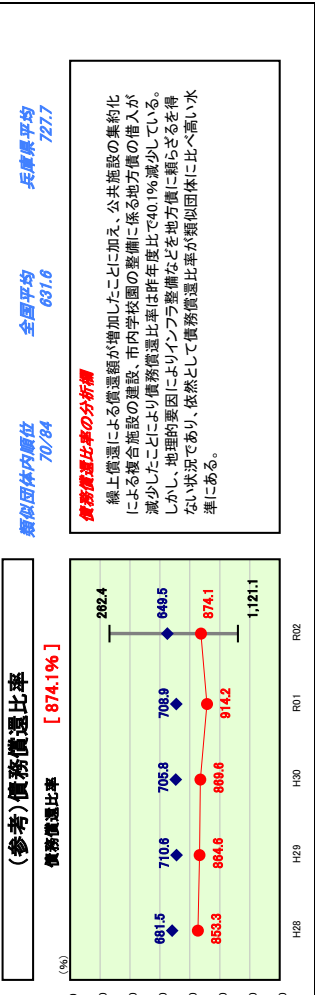 (参考)債務償還比率
債務償還比率 [ 874.1% ]
類似団体内順位
70/84
全国平均
631.6
兵庫県平均
727.7
(%)
262.4
681.5
710.6
705.8
708.9
649.5
853.3
864.6
869.6
914.2
874.1
1,121.1
H28
H29
H30
R01
R02
債務償還比率の分析欄
繰上償還による償還額が増加したことに加え、公共施設の集約化
による複合施設の建設、市内学校園の整備に係る地方債の借入が
減少したことにより債務償還比率は昨年度比で40.1%減少している。
しかし、地理的要因によりインフラ整備などを地方債に頼らざるを得
ない状況であり、依然として債務償還比率が類似団体に比べ高い水
準にある。